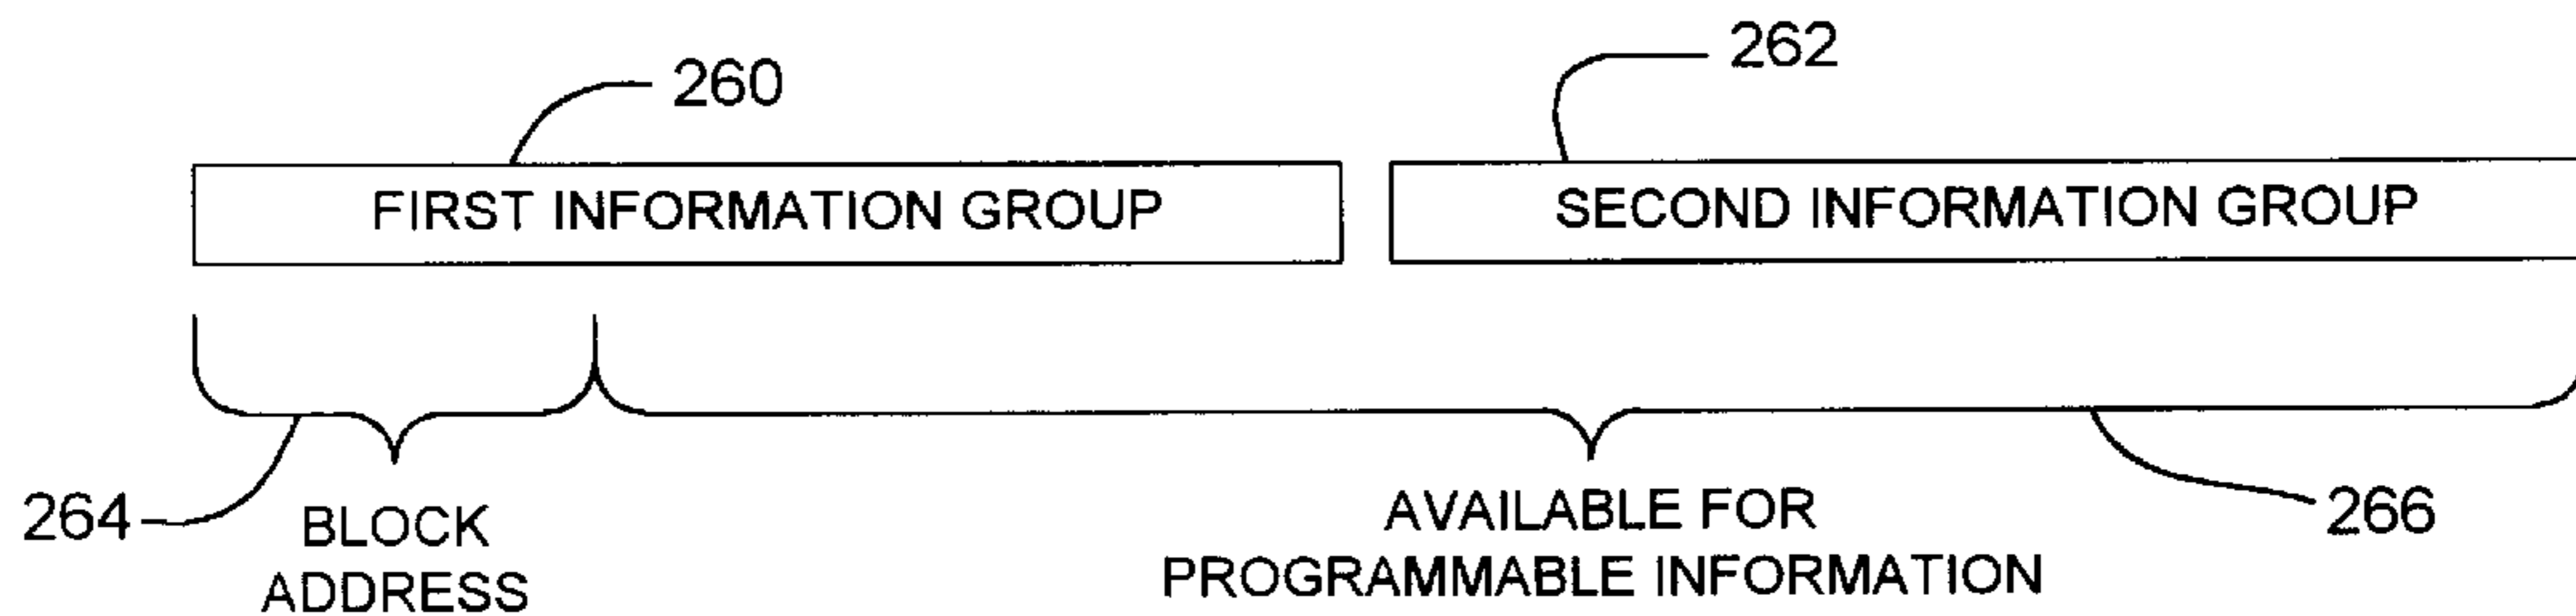 260
262
FIRST INFORMATION GROUP
SECOND INFORMATION GROUP
264
BLOCK
ADDRESS
AVAILABLE FOR
PROGRAMMABLE INFORMATION
266